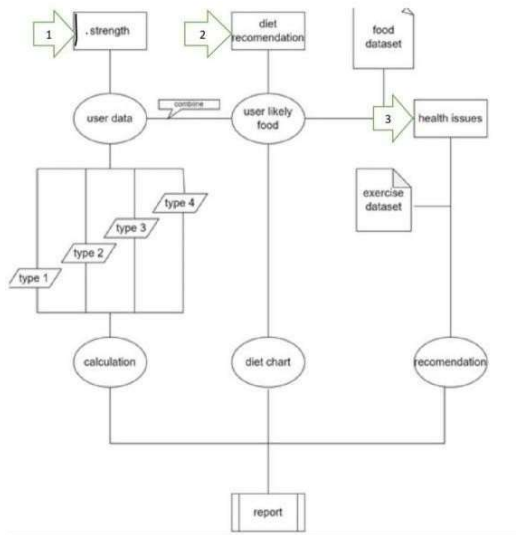 1
.strength
2
diet
recomendation
food
dataset
user data
combine
user likely
food
3
health issues
exercise
dataset
type 4
type 3
type 2
type 1
calculation
diet chart
recomendation
report